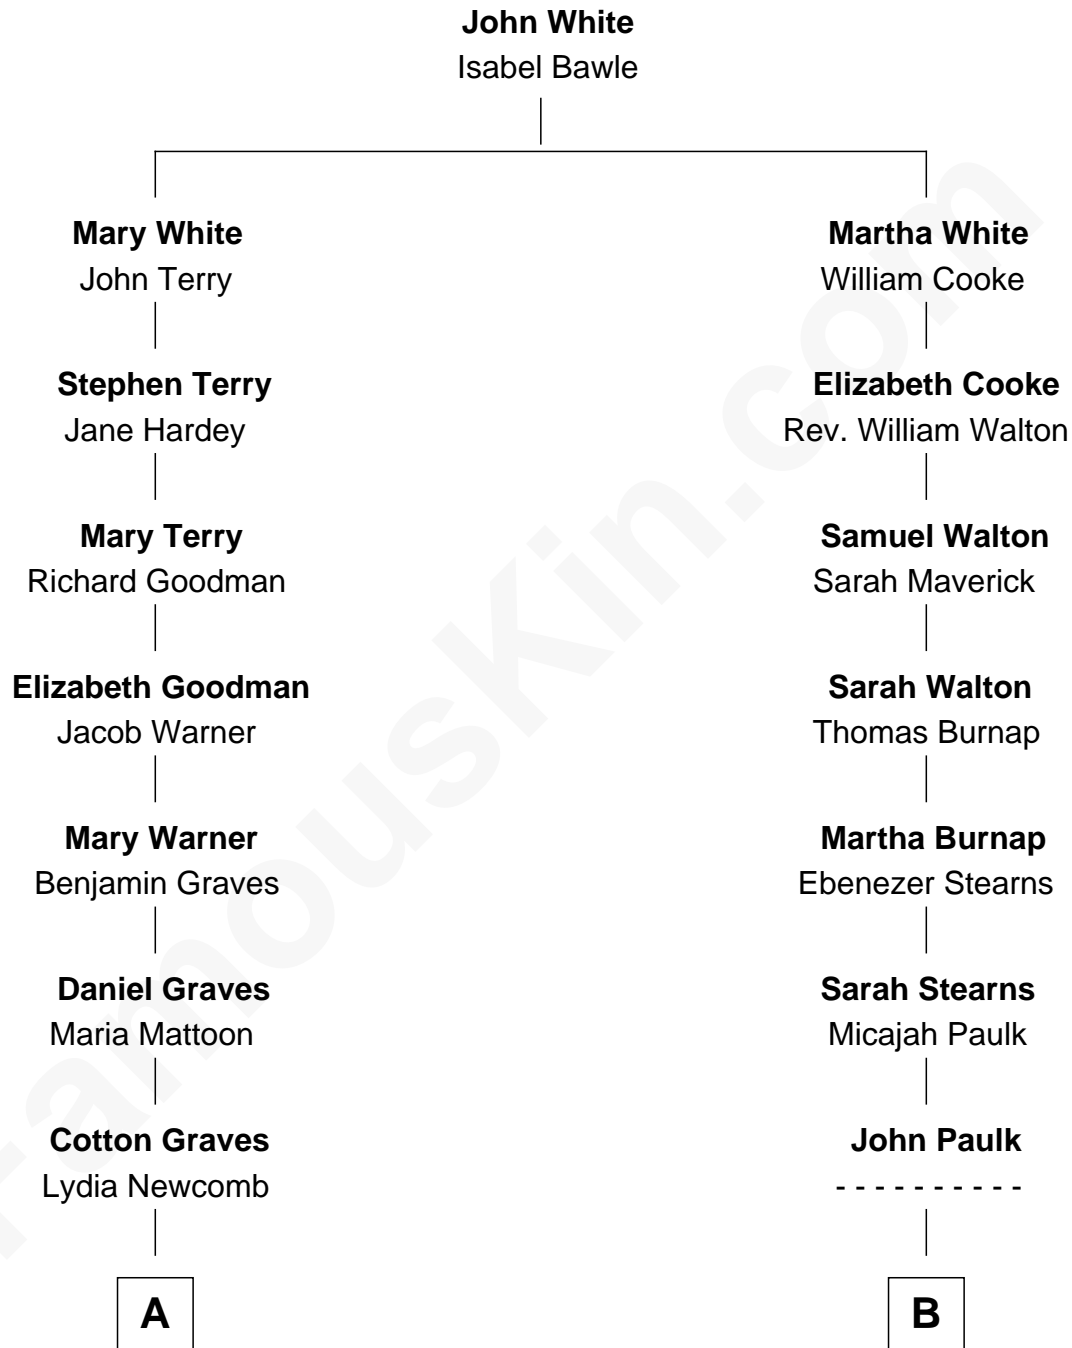 John White
Isabel Bawle
Mary White
John Terry
Martha White
William Cooke
Stephen Terry
Jane Hardey
Elizabeth Cooke
Rev. William Walton
Mary Terry
Richard Goodman
Samuel Walton
Sarah Maverick
Elizabeth Goodman
Jacob Warner
Sarah Walton
Thomas Burnap
Mary Warner
Benjamin Graves
Martha Burnap
Ebenezer Stearns
Daniel Graves
Maria Mattoon
Sarah Stearns
Micajah Paulk
Cotton Graves
Lydia Newcomb
John Paulk
- - - - - - - - - -
A
B
FamousKin.com